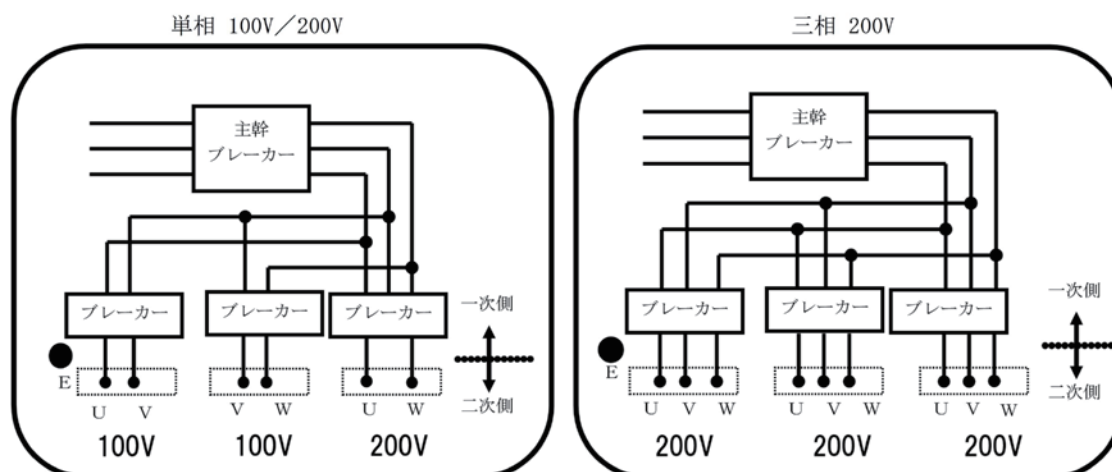 単相 100V／200V
主幹
ブレーカー
ブレーカー
ブレーカー
ブレーカー
一次側
二次側
E
U V
V W
U W
100V
100V
200V
三相 200V
主幹
ブレーカー
ブレーカー
ブレーカー
ブレーカー
一次側
二次側
E
U V W
U V W
U V W
200V
200V
200V